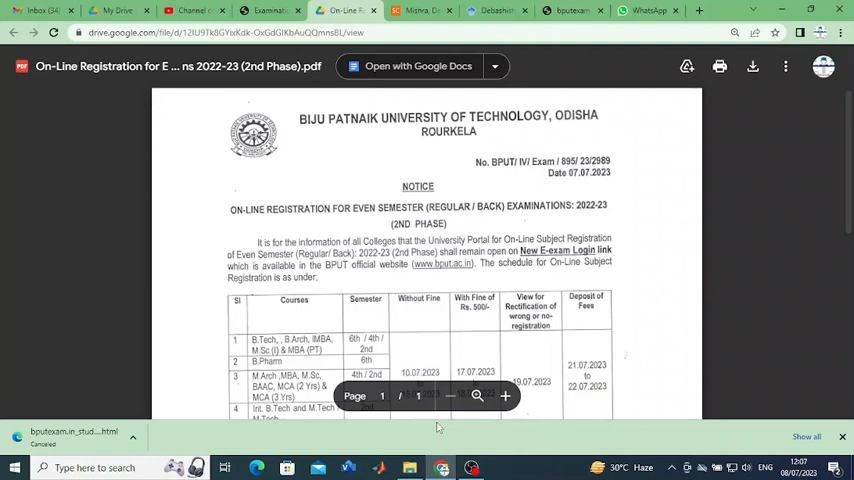 Inbox (34)
My Drive
Channel c
Examination
On-Line R
Mishra, De
Debashish
bputexam
WhatsApp
drive.google.com/file/d/12IU9Tk8GYixKdk-OxGdGlKbAuQQmnsBL/view
On-Line Registration for E ... ns 2022-23 (2nd Phase).pdf
Open with Google Docs
BIJU PATNAIK UNIVERSITY OF TECHNOLOGY, ODISHA
ROURKELA
No. BPUT/ IV/ Exam / 895/ 23/2989
Date 07.07.2023
NOTICE
ON-LINE REGISTRATION FOR EVEN SEMESTER (REGULAR / BACK) EXAMINATIONS: 2022-23
(2ND PHASE)
It is for the information of all Colleges that the University Portal for On-Line Subject Registration
of Even Semester (Regular/ Back): 2022-23 (2nd Phase) shall remain open on New E-exam Login link
which is available in the BPUT official website (www.bput.ac.in). The schedule for On-Line Subject
Registration is as under;
Sl Courses Semester Without Fine With Fine of Rs. 500/- View for Rectification of wrong or no-registration Deposit of Fees
1 B.Tech, , B.Arch, IMBA, M.Sc (I) & MBA (PT) 6th / 4th / 2nd
2 B.Pharm 6th
3 M.Arch ,MBA, M.Sc, BAAC, MCA (2 Yrs) & MCA (3 Yrs) 4th / 2nd
4 Int. B.Tech and M.Tech / M.Tech 2nd
10.07.2023 to
17.07.2023
19.07.2023
21.07.2023 to 22.07.2023
Page 1 / 1
bputexam.in_stud....html
Canceled
Show all
Type here to search
30°C Haze
ENG
12:07
08/07/2023
2